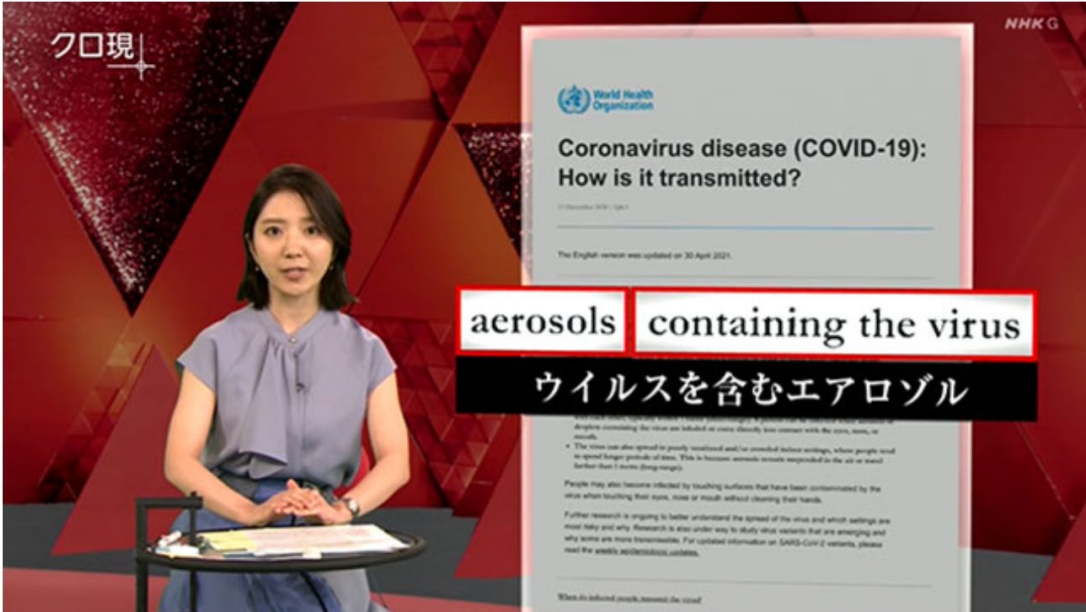 クロ現
NHK G
World Health
Organization
Coronavirus disease (COVID-19):
How is it transmitted?
The English version was updated on 30 April 2021.
aerosols containing the virus
ウイルスを含むエアロゾル
droplets containing the virus are inhaled or come directly into contact with the eyes, nose, or
mouth.
• The virus can also spread in poorly ventilated and/or crowded indoor settings, where people tend
to spend longer periods of time. This is because aerosols remain suspended in the air or travel
farther than 1 metre (long-range).
People may also become infected by touching surfaces that have been contaminated by the
virus when touching their eyes, nose or mouth without cleaning their hands.
Further research is ongoing to better understand the spread of the virus and which settings are
most risky and why. Research is also under way to study virus variants that are emerging and
why some are more transmissible. For updated information on SARS-CoV-2 variants, please
read the weekly epidemiologic updates.
When do infected people transmit the virus?